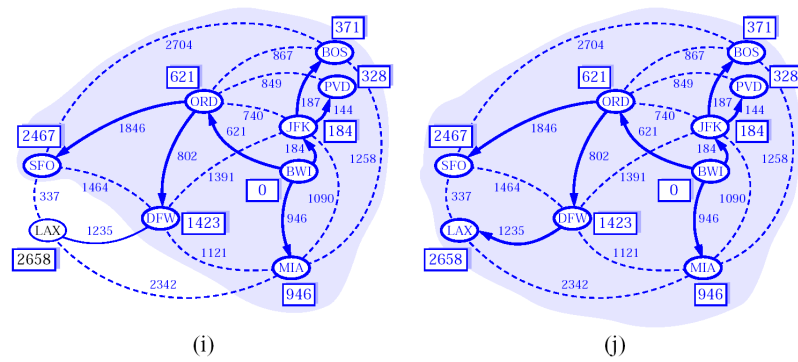 371
BOS
2704
867
328
PVD
621
849
ORD
187
144
740
JFK
184
2467
1846
621
184
SFO
802
1391
BWI
1258
1464
0
337
1090
946
DFW
1423
LAX
1235
2658
1121
MIA
2342
946
(i)
371
BOS
2704
867
328
PVD
621
849
ORD
187
144
740
JFK
184
2467
1846
621
184
SFO
802
1391
BWI
1258
1464
0
337
1090
946
DFW
1423
LAX
1235
2658
1121
MIA
2342
946
(j)